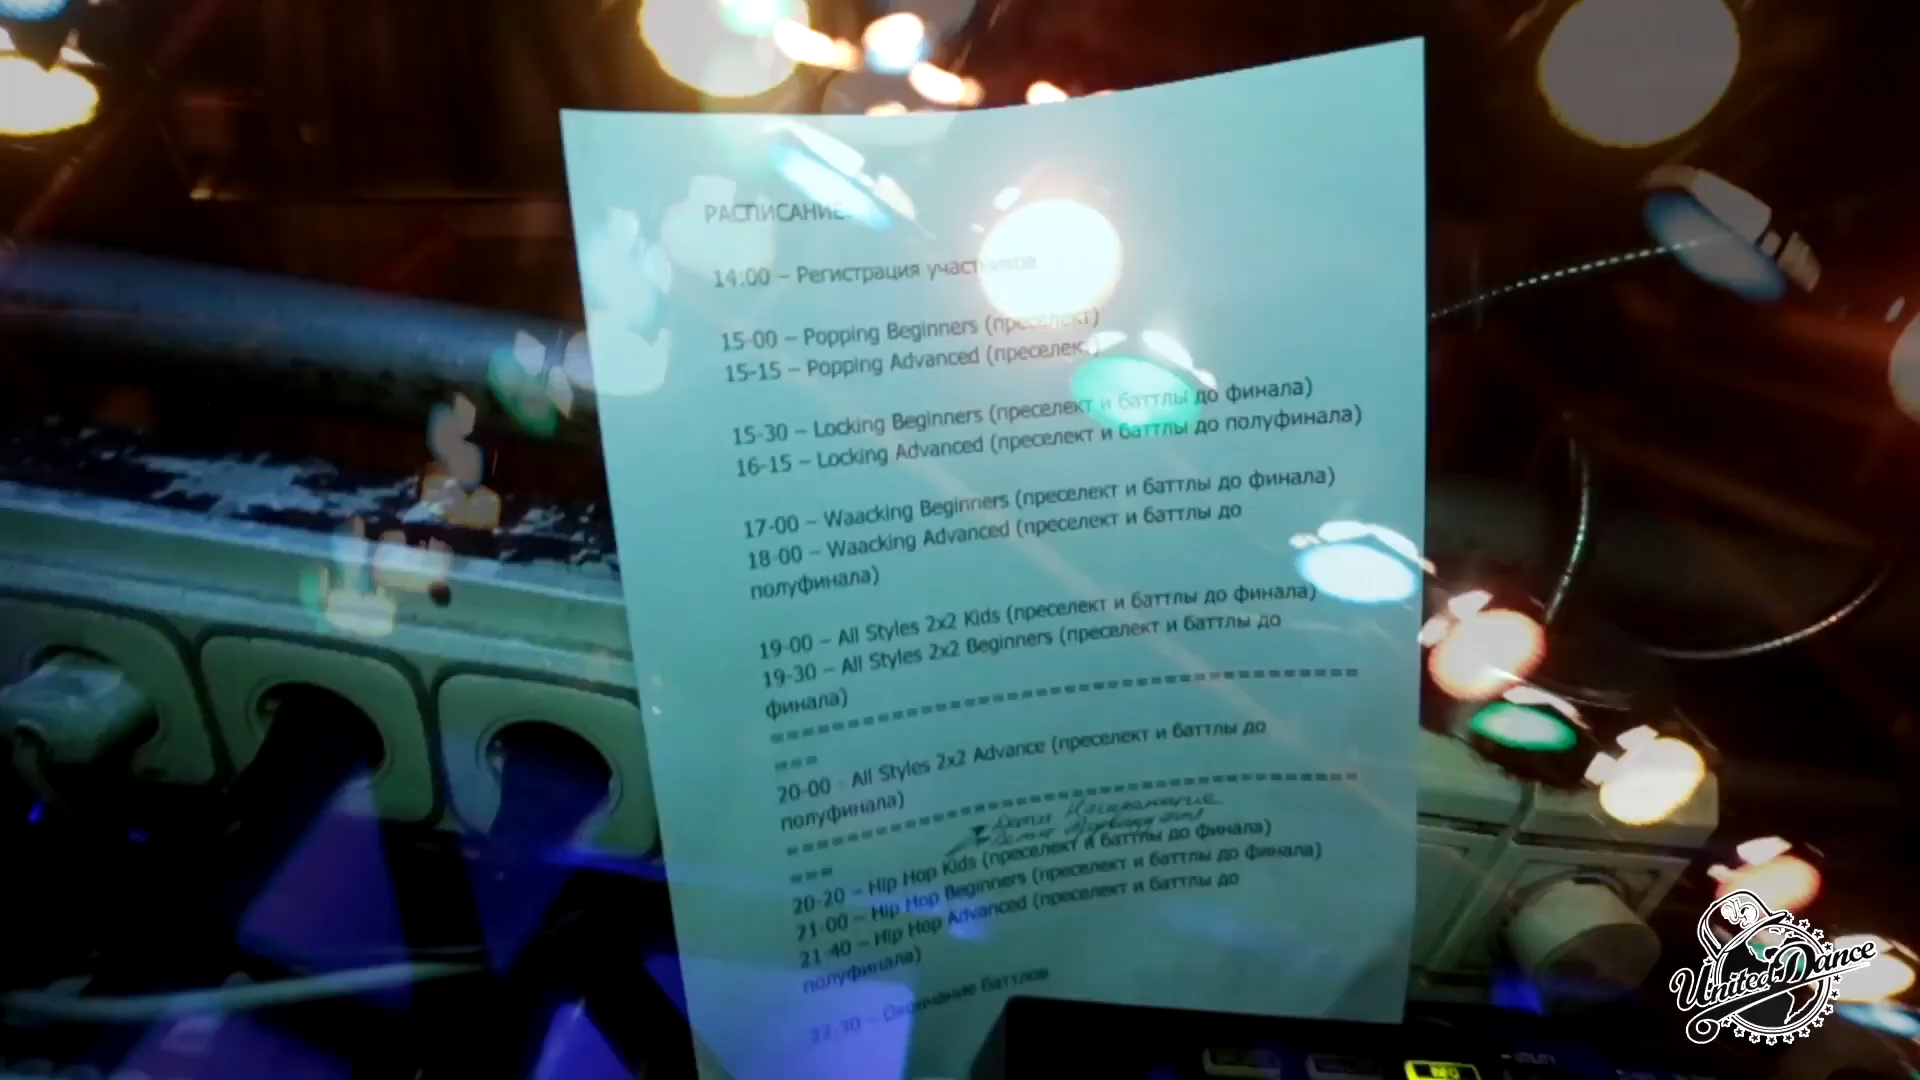 РАСПИСАНИЕ:
14:00 – Регистрация участников
15-00 – Popping Beginners (преселект)
15-15 – Popping Advanced (преселект)
15-30 – Locking Beginners (преселект и баттлы до финала)
16-15 – Locking Advanced (преселект и баттлы до полуфинала)
17-00 – Waacking Beginners (преселект и баттлы до финала)
18-00 – Waacking Advanced (преселект и баттлы до
полуфинала)
19-00 – All Styles 2x2 Kids (преселект и баттлы до финала)
19-30 – All Styles 2x2 Beginners (преселект и баттлы до
финала)
20-00 - All Styles 2x2 Advance (преселект и баттлы до
полуфинала)
20-20 – Hip Hop Kids (преселект и баттлы до финала)
21-00 – Hip Hop Beginners (преселект и баттлы до финала)
21-40 – Hip Hop Advanced (преселект и баттлы до
полуфинала)
– Окончание баттлов
United Dance